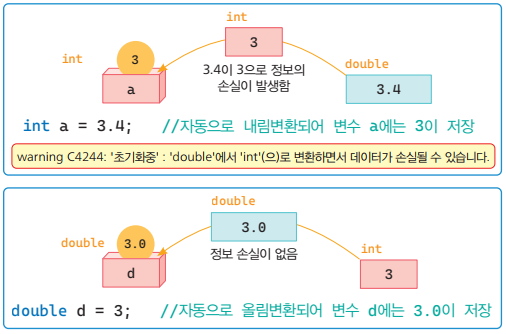 int
3
int
3
double
a
3.4이 3으로 정보의
손실이 발생함
3.4
int a = 3.4; //자동으로 내림변환되어 변수 a에는 3이 저장
warning C4244: '초기화중' : 'double'에서 'int'(으)로 변환하면서 데이터가 손실될 수 있습니다.
double
3.0
double
3.0
int
정보 손실이 없음
d
3
double d = 3; //자동으로 올림변환되어 변수 d에는 3.0이 저장